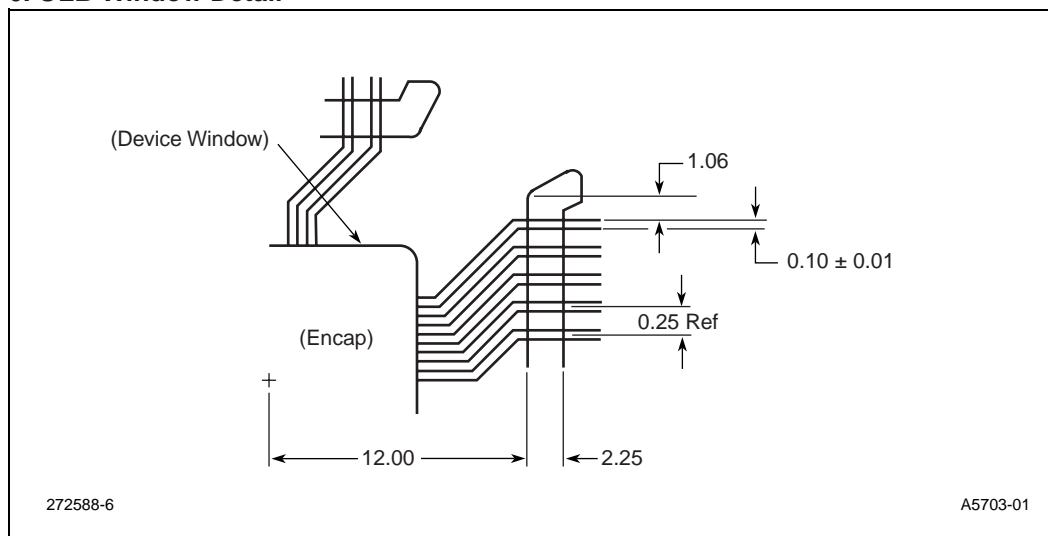 (Device Window)
1.06
0.10 ± 0.01
0.25 Ref
(Encap)
12.00
2.25
272588-6
A5703-01